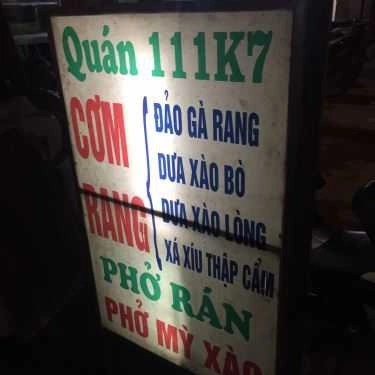 Quán 111K7
CƠM RANG
ĐẢO GÀ RANG
DƯA XÀO BÒ
DƯA XÀO LÒNG
XÁ XÍU THẬP CẨM
PHỞ RÁN
PHỞ MỲ XÀO